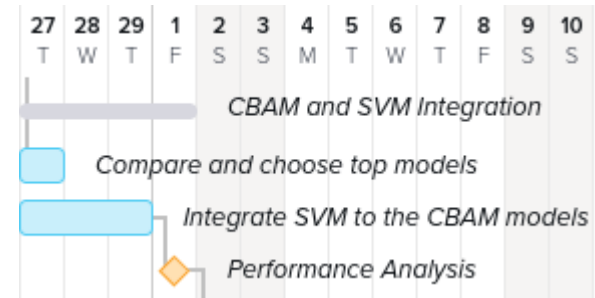 27 28 29 1 2 3 4 5 6 7 8 9 10
T W T F S S M T W T F S S
CBAM and SVM Integration
Compare and choose top models
Integrate SVM to the CBAM models
Performance Analysis